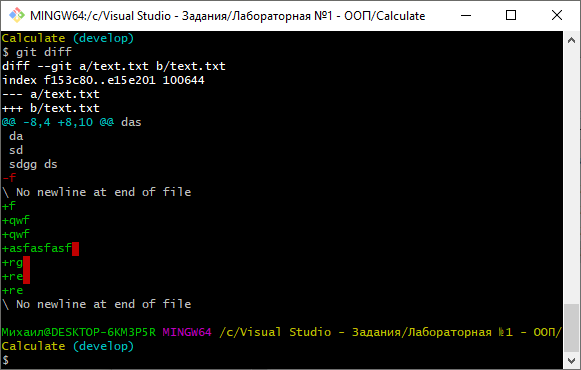 MINGW64:/c/Visual Studio - Задания/Лабораторная №1 - ООП/Calculate
Calculate (develop)
$ git diff
diff --git a/text.txt b/text.txt
index f153c80..e15e201 100644
--- a/text.txt
+++ b/text.txt
@@ -8,4 +8,10 @@ das
 da
 sd
 sdgg ds
-f
\ No newline at end of file
+f
+qwf
+qwf
+asfasfasf
+rg
+re
+re
\ No newline at end of file
Михаил@DESKTOP-6KM3P5R MINGW64 /c/Visual Studio - Задания/Лабораторная №1 - ООП/
Calculate (develop)
$